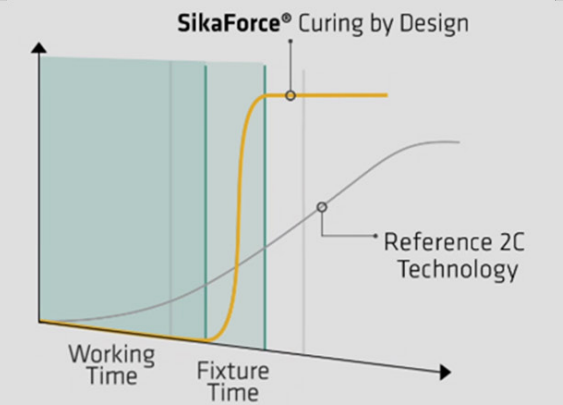 SikaForce® Curing by Design
Reference 2C
Technology
Working
Time
Fixture
Time